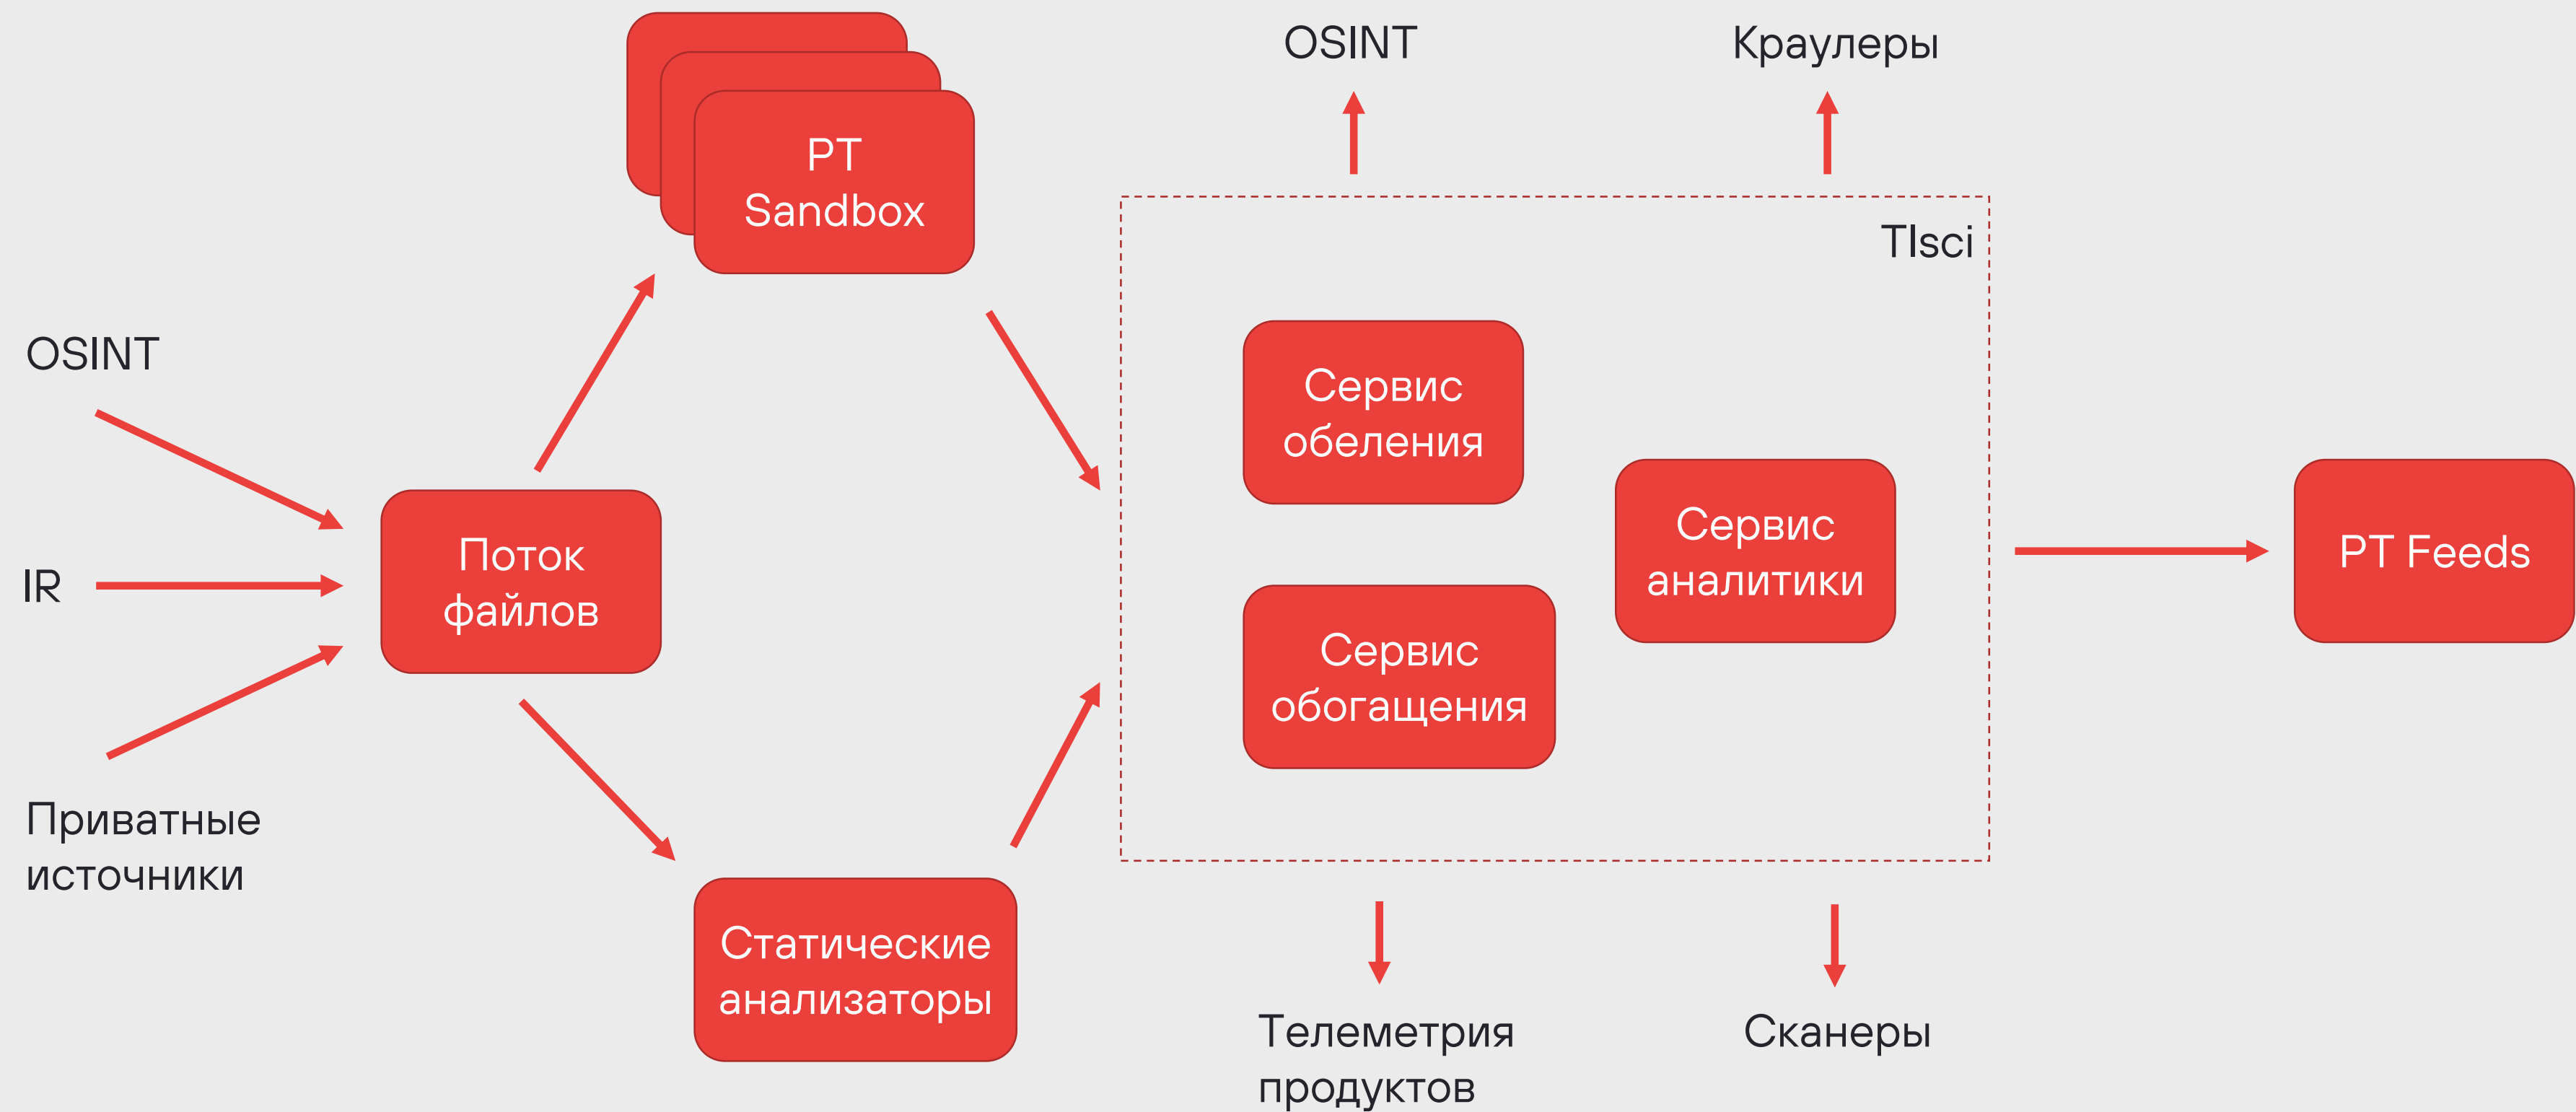 OSINT
IR
Приватные
источники
Поток
файлов
PT
Sandbox
Статические
анализаторы
OSINT
Краулеры
TIsci
Сервис
обеления
Сервис
обогащения
Сервис
аналитики
Телеметрия
продуктов
Сканеры
PT Feeds